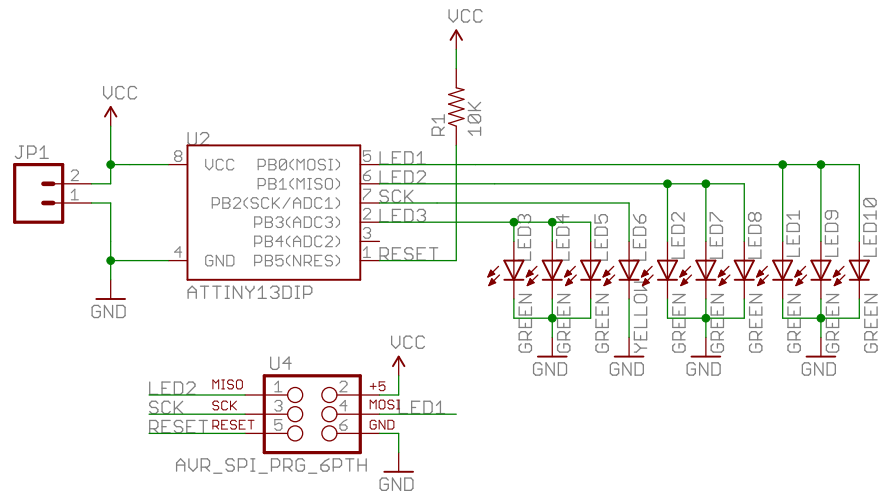 VCC
VCC
R1
10K
JP1
2
1
U2
8
VCC
PB0(MOSI)
5
LED1
PB1(MISO)
6
LED2
PB2(SCK/ADC1)
7
SCK
PB3(ADC3)
2
LED3
PB4(ADC2)
3
4
GND
PB5(NRES)
1
RESET
ATTINY13DIP
GND
LED3
LED4
LED5
LED6
LED2
LED7
LED8
LED1
LED9
LED10
GREEN
GREEN
GREEN
YELLOW
GREEN
GREEN
GREEN
GREEN
GREEN
GREEN
GND
GND
GND
GND
VCC
U4
LED2
MISO
1
2
+5
SCK
SCK
3
4
MOSI
LED1
RESET
RESET
5
6
GND
AVR_SPI_PRG_6PTH
GND